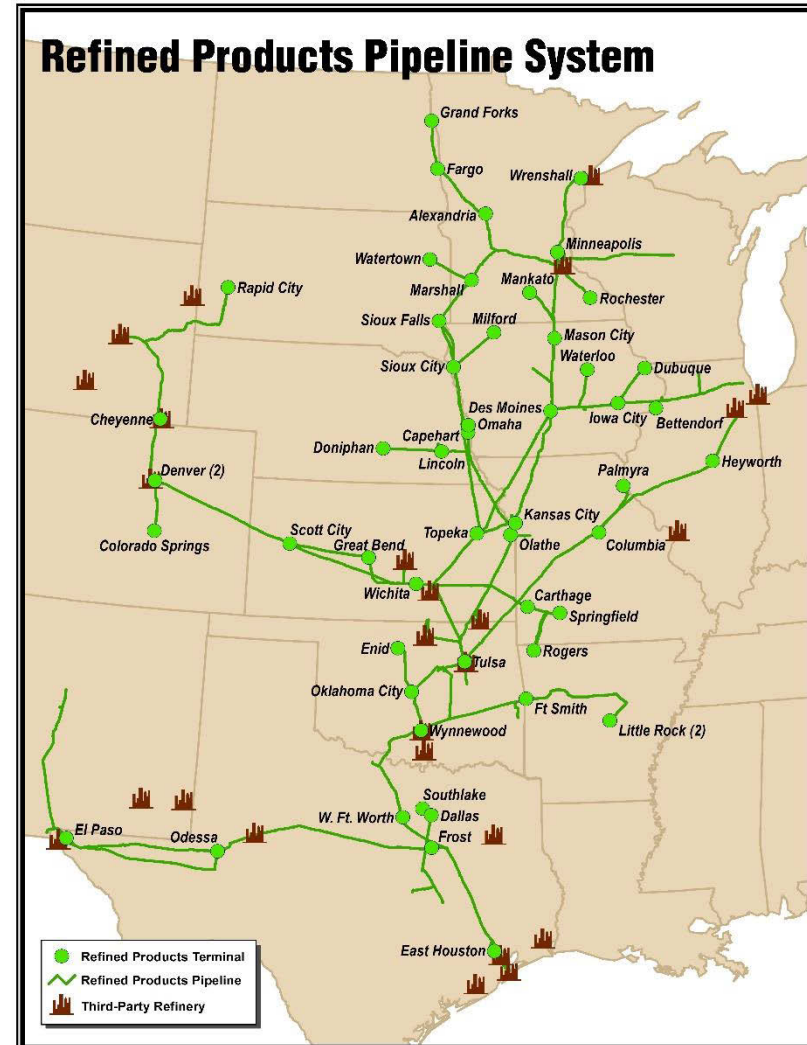 Refined Products Pipeline System
Grand Forks
Fargo
Wrenshall
Alexandria
Minneapolis
Watertown
Mankato
Marshall
Rochester
Rapid City
Sioux Falls
Milford
Mason City
Waterloo
Dubuque
Sioux City
Des Moines
Iowa City
Bettendorf
Cheyenne
Omaha
Capehart
Doniphan
Lincoln
Palmyra
Heyworth
Denver (2)
Scott City
Great Bend
Topeka
Kansas City
Olathe
Columbia
Colorado Springs
Wichita
Carthage
Springfield
Enid
Tulsa
Rogers
Oklahoma City
Ft Smith
Wynnewood
Little Rock (2)
Southlake
W. Ft. Worth
Dallas
El Paso
Odessa
Frost
East Houston
Refined Products Terminal
Refined Products Pipeline
Third-Party Refinery